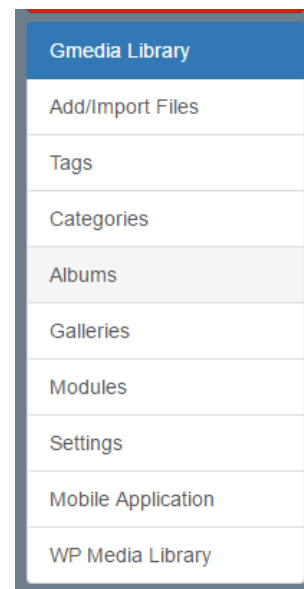 Gmedia Library
Add/Import Files
Tags
Categories
Albums
Galleries
Modules
Settings
Mobile Application
WP Media Library